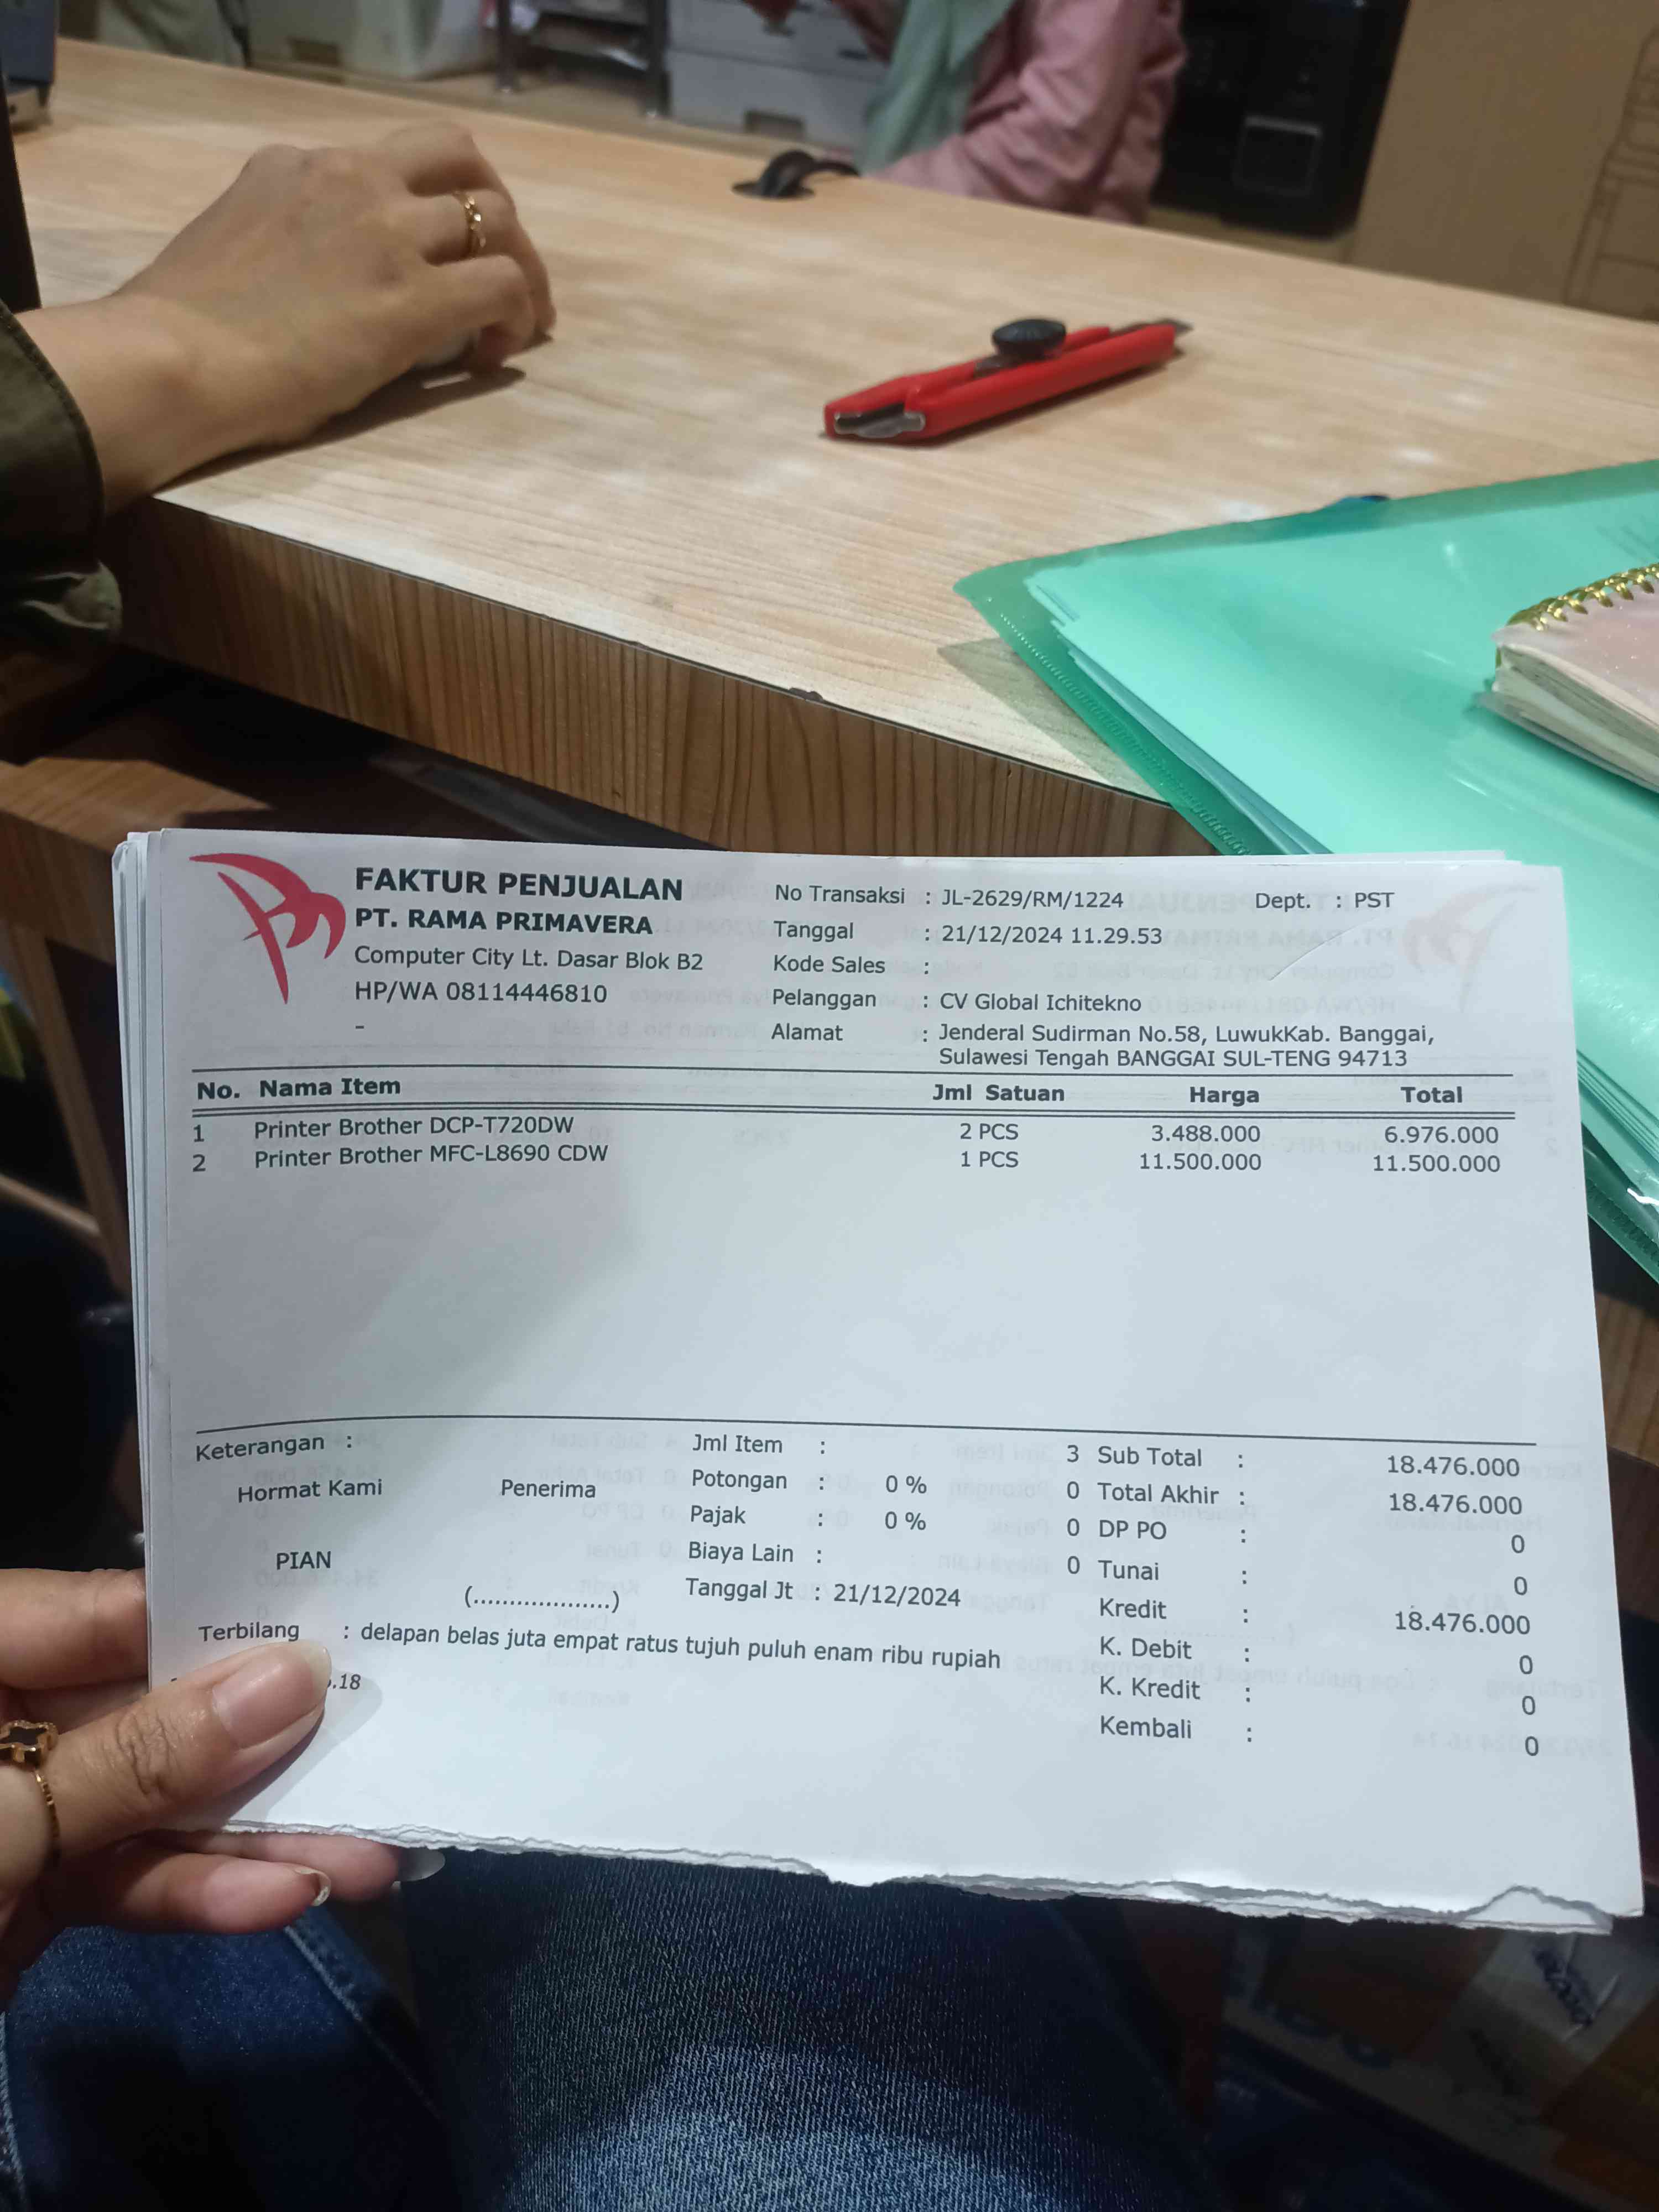 FAKTUR PENJUALAN
PT. RAMA PRIMAVERA
Computer City Lt. Dasar Blok B2
HP/WA 08114446810
-
No Transaksi : JL-2629/RM/1224 Dept. : PST
Tanggal : 21/12/2024 11.29.53
Kode Sales :
Pelanggan : CV Global Ichitekno
Alamat : Jenderal Sudirman No.58, LuwukKab. Banggai,
Sulawesi Tengah BANGGAI SUL-TENG 94713
No. Nama Item Jml Satuan Harga Total
1 Printer Brother DCP-T720DW 2 PCS 3.488.000 6.976.000
2 Printer Brother MFC-L8690 CDW 1 PCS 11.500.000 11.500.000
Keterangan :
Hormat Kami Penerima
PIAN
(....................)
Jml Item : 3
Potongan : 0 % 0
Pajak : 0 % 0
Biaya Lain : 0
Tanggal Jt : 21/12/2024
Sub Total : 18.476.000
Total Akhir : 18.476.000
DP PO : 0
Tunai : 0
Kredit : 18.476.000
K. Debit : 0
K. Kredit : 0
Kembali : 0
Terbilang : delapan belas juta empat ratus tujuh puluh enam ribu rupiah
.18